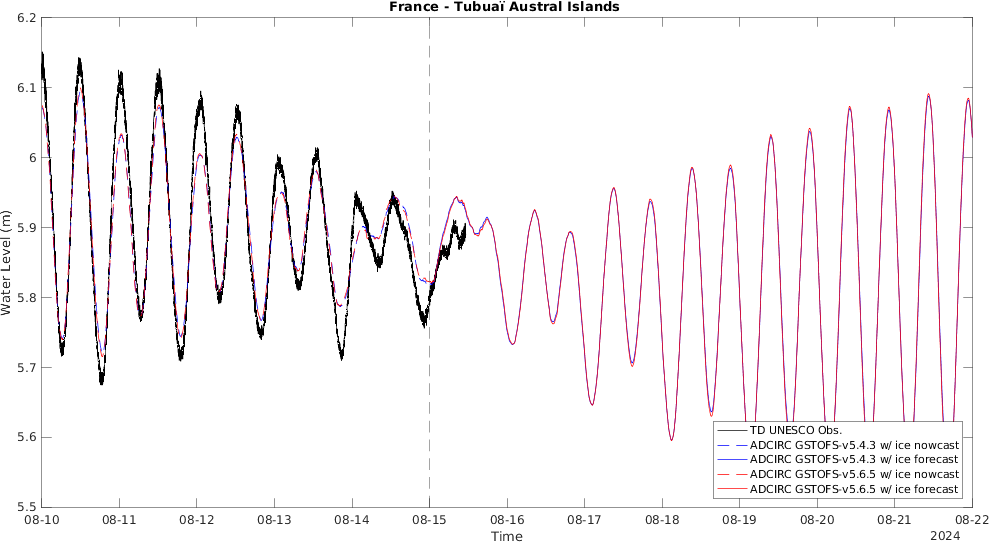 France - Tubuaï Austral Islands
6.2
6.1
6
5.9
5.8
5.7
5.6
5.5
Water Level (m)
TD UNESCO Obs.
ADCIRC GSTOFS-v5.4.3 w/ ice nowcast
ADCIRC GSTOFS-v5.4.3 w/ ice forecast
ADCIRC GSTOFS-v5.6.5 w/ ice nowcast
ADCIRC GSTOFS-v5.6.5 w/ ice forecast
08-10 08-11 08-12 08-13 08-14 08-15 08-16 08-17 08-18 08-19 08-20 08-21 08-22
Time
2024